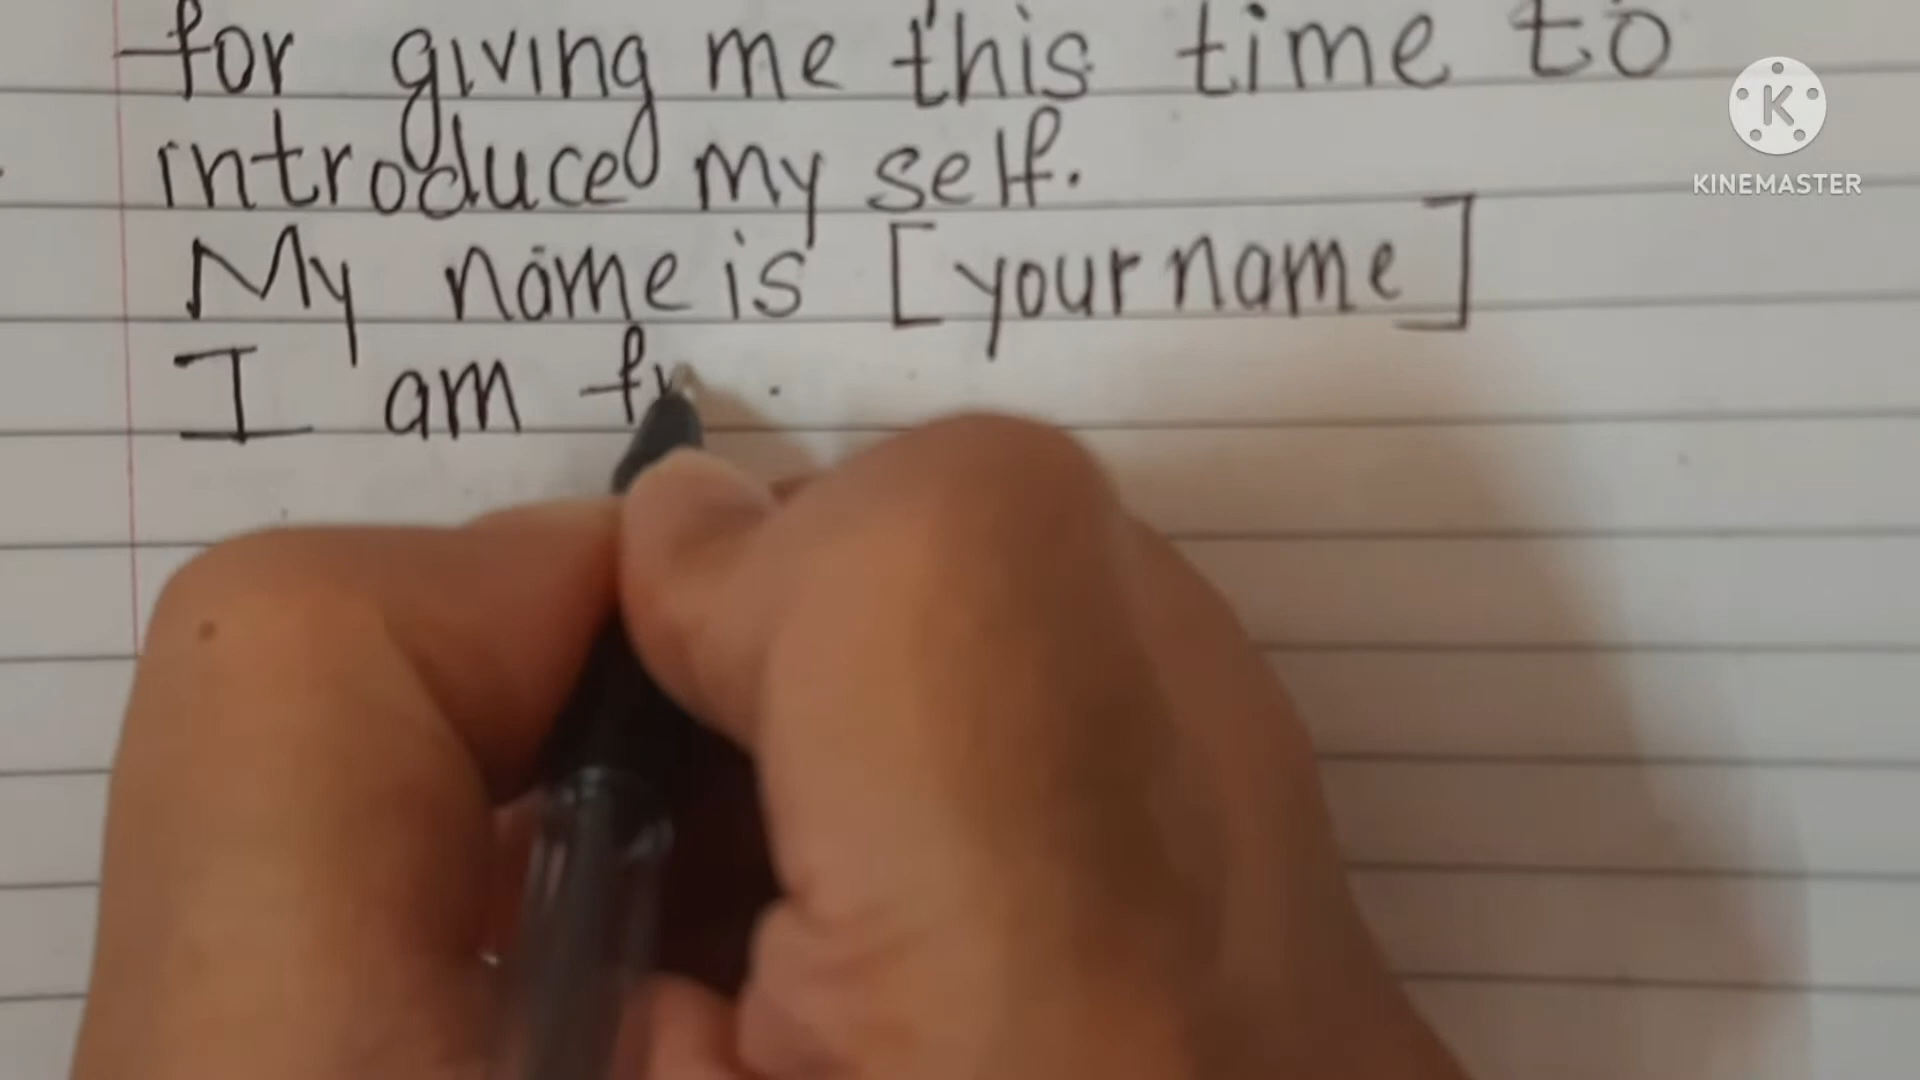 for giving me this time to
introduce my self.
My name is [your name]
I am
KINEMASTER